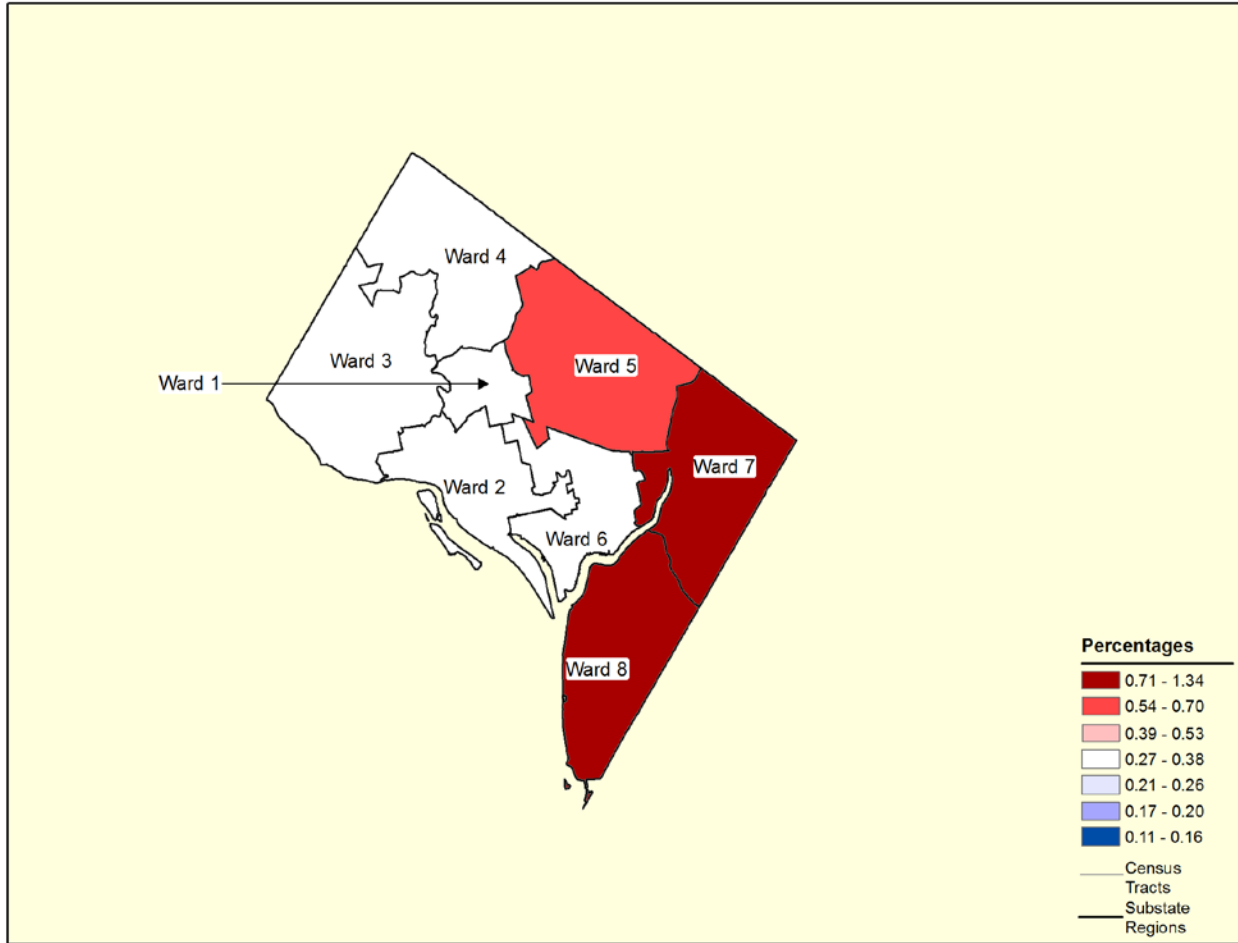 Ward 4
Ward 3
Ward 5
Ward 1
Ward 7
Ward 2
Ward 6
Ward 8
Percentages
0.71 - 1.34
0.54 - 0.70
0.39 - 0.53
0.27 - 0.38
0.21 - 0.26
0.17 - 0.20
0.11 - 0.16
Census
Tracts
Substate
Regions